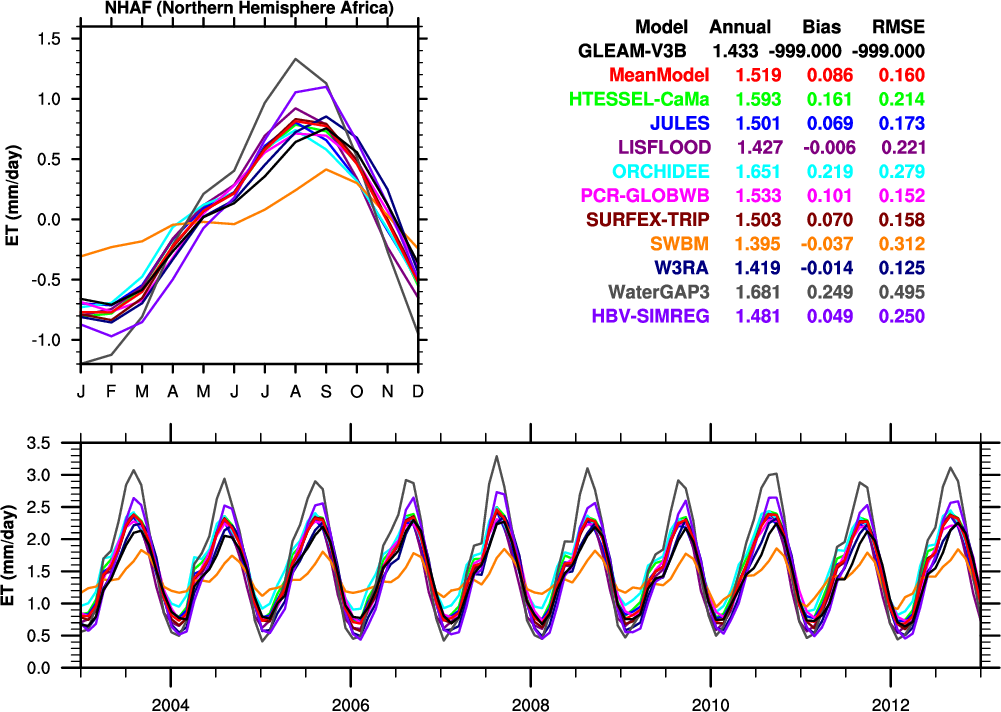 NHAF (Northern Hemisphere Africa)
1.5
1.0
0.5
0.0
-0.5
-1.0
ET (mm/day)
J F M A M J J A S O N D
Model Annual Bias RMSE
GLEAM-V3B 1.433 -999.000 -999.000
MeanModel 1.519 0.086 0.160
HTESSEL-CaMa 1.593 0.161 0.214
JULES 1.501 0.069 0.173
LISFLOOD 1.427 -0.006 0.221
ORCHIDEE 1.651 0.219 0.279
PCR-GLOBWB 1.533 0.101 0.152
SURFEX-TRIP 1.503 0.070 0.158
SWBM 1.395 -0.037 0.312
W3RA 1.419 -0.014 0.125
WaterGAP3 1.681 0.249 0.495
HBV-SIMREG 1.481 0.049 0.250
3.5
3.0
2.5
2.0
1.5
1.0
0.5
0.0
ET (mm/day)
2004 2006 2008 2010 2012